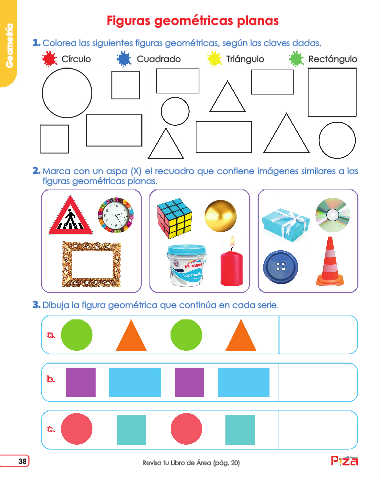 Geometría
Figuras geométricas planas
1. Colorea las siguientes figuras geométricas, según las claves dadas.
Círculo Cuadrado Triángulo Rectángulo
2. Marca con un aspa (X) el recuadro que contiene imágenes similares a las
figuras geométricas planas.
3. Dibuja la figura geométrica que continúa en cada serie.
a.
b.
c.
38
Revisa tu Libro de Área (pág. 20)